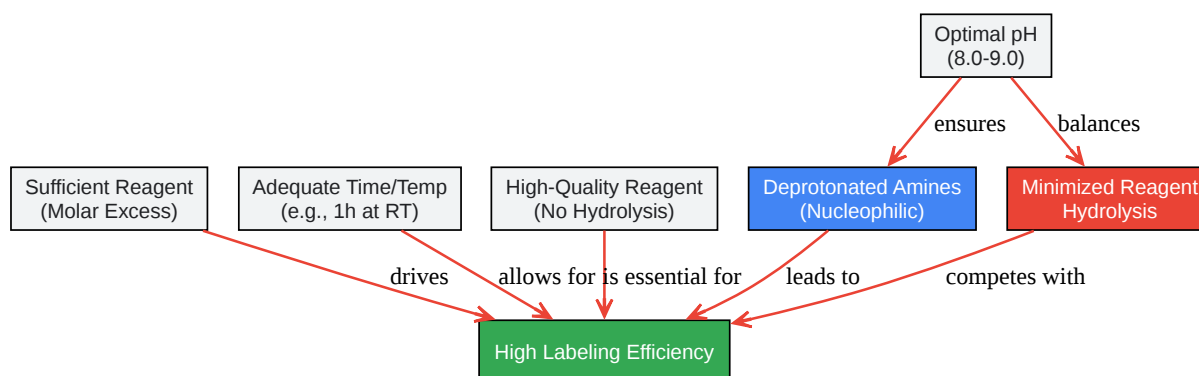 Optimal pH
(8.0-9.0)
ensures
balances
Sufficient Reagent
(Molar Excess)
Adequate Time/Temp
(e.g., 1h at RT)
High-Quality Reagent
(No Hydrolysis)
Deprotonated Amines
(Nucleophilic)
Minimized Reagent
Hydrolysis
drives
allows for
is essential for
leads to
competes with
High Labeling Efficiency